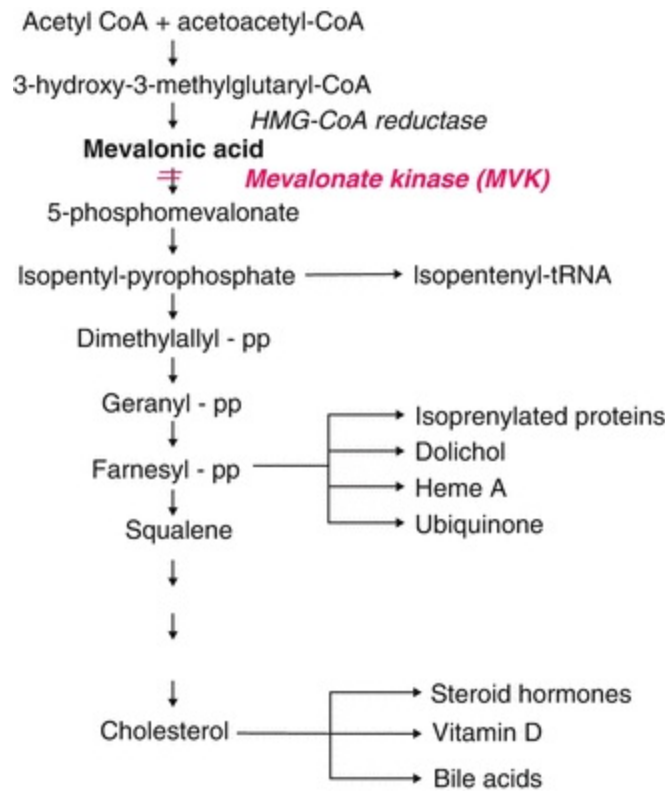 Acetyl CoA + acetoacetyl-CoA
3-hydroxy-3-methylglutaryl-CoA
HMG-CoA reductase
Mevalonic acid
Mevalonate kinase (MVK)
5-phosphomevalonate
Isopentyl-pyrophosphate
Isopentenyl-tRNA
Dimethylallyl - pp
Geranyl - pp
Isoprenylated proteins
Farnesyl - pp
Dolichol
Heme A
Ubiquinone
Squalene
Cholesterol
Steroid hormones
Vitamin D
Bile acids